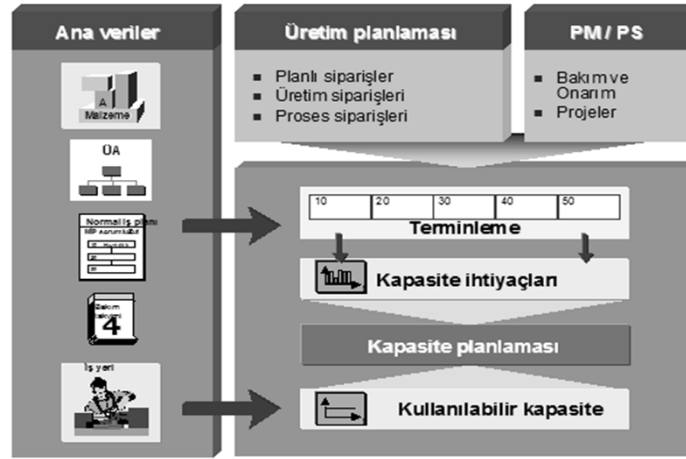 Ana veriler
A
Malzeme
ÜA
Normal iş planı
4
İş yeri
Üretim planlaması
Planlı siparişler
Üretim siparişleri
Proses siparişleri
PM / PS
Bakım ve
Onarım
Projeler
10 20 30 40 50
Terminleme
Kapasite ihtiyaçları
Kapasite planlaması
Kullanılabilir kapasite